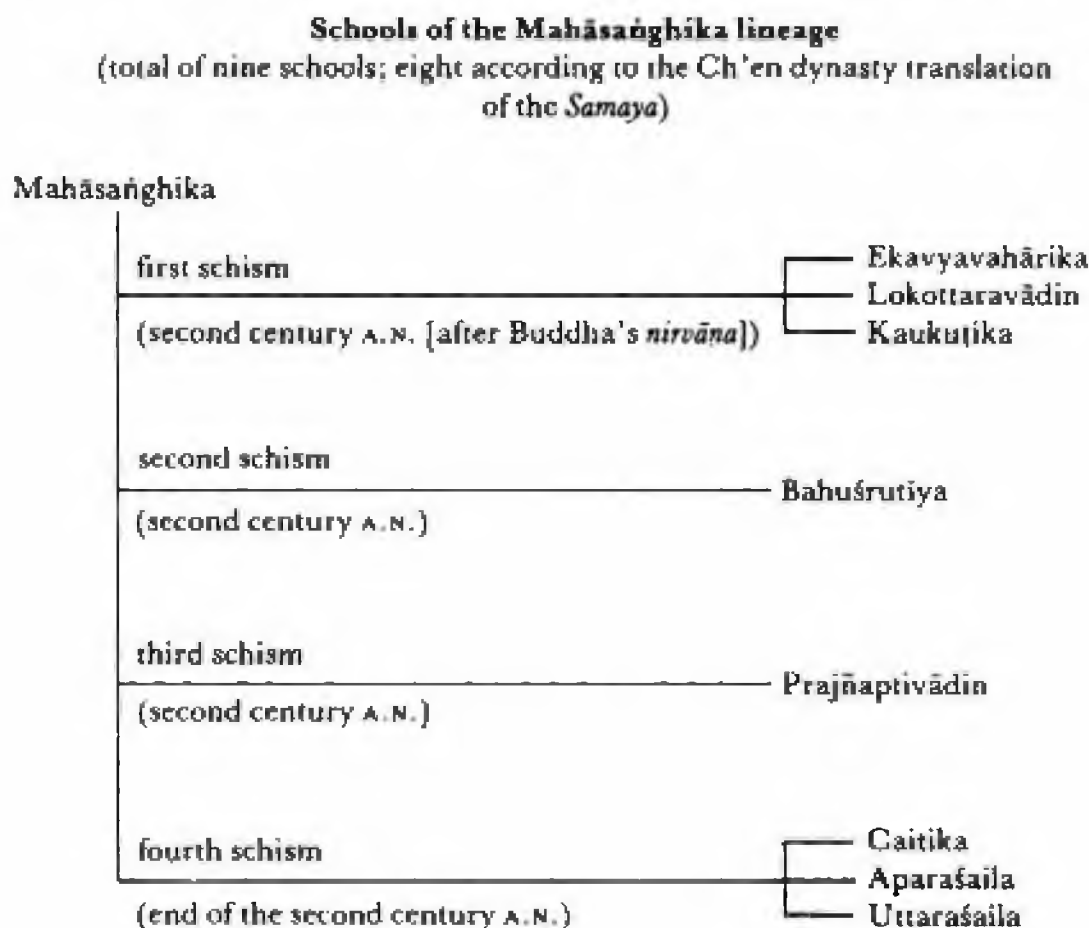 Schools of the Mahāsaṅghika lineage
(total of nine schools; eight according to the Ch'en dynasty translation
of the Samaya)
Mahāsaṅghika
first schism
(second century A.N. [after Buddha's nirvāṇa])
Ekavyavahārika
Lokottaravādin
Kaukuṭika
second schism
(second century A.N.)
Bahuśrutiya
third schism
(second century A.N.)
Prajñaptivādin
fourth schism
(end of the second century A.N.)
Caitika
Aparaśaila
Uttaraśaila